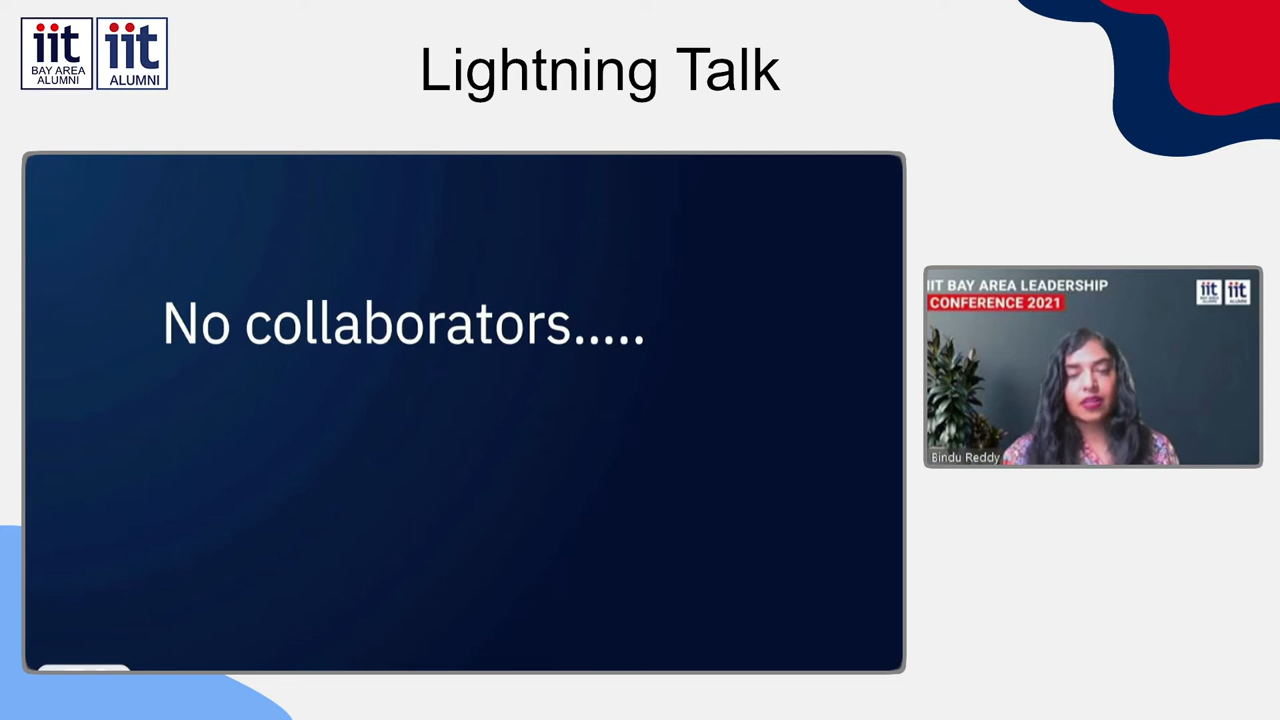 iit
BAY AREA
ALUMNI
iit
ALUMNI
Lightning Talk
No collaborators.....
IIT BAY AREA LEADERSHIP
CONFERENCE 2021
iit
iit
Bindu Reddy